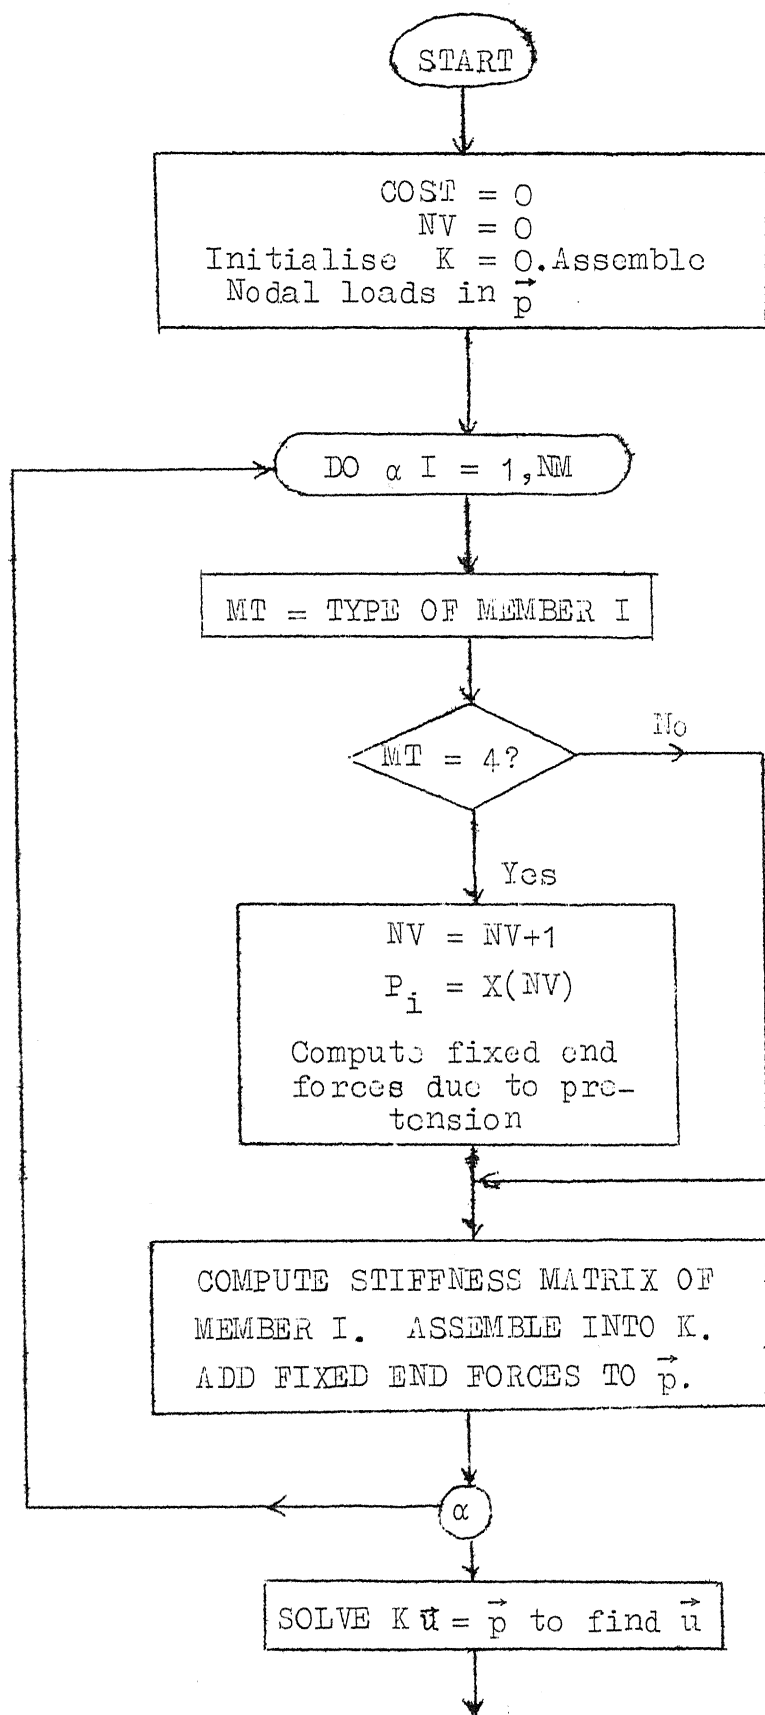 START
COST = 0
NV = 0
Initialise K = 0. Assemble
Nodal loads in p⃗
DO α I = 1,NM
MT = TYPE OF MEMBER I
MT = 4?
No
Yes
NV = NV+1
P_i = X(NV)
Compute fixed end
forces due to pre-
tension
COMPUTE STIFFNESS MATRIX OF
MEMBER I. ASSEMBLE INTO K.
ADD FIXED END FORCES TO p⃗.
α
SOLVE K u⃗ = p⃗ to find u⃗